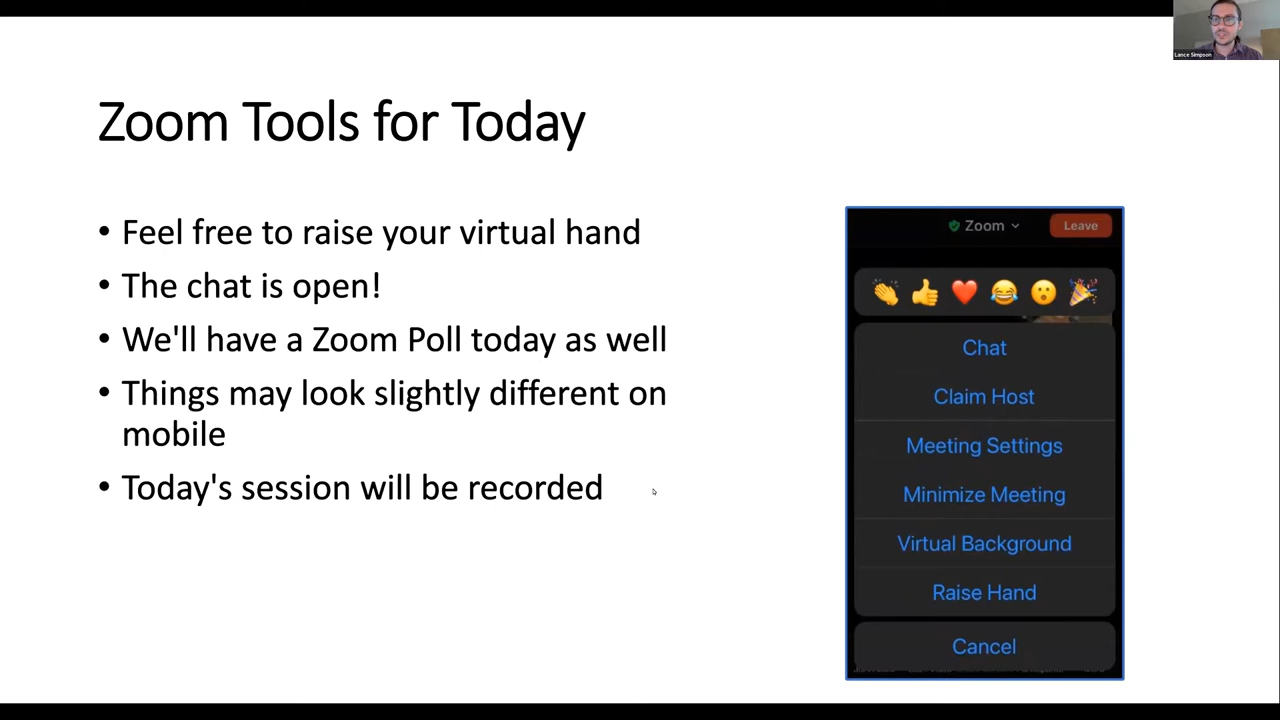 Lance Simpson
Zoom Tools for Today
• Feel free to raise your virtual hand
• The chat is open!
• We'll have a Zoom Poll today as well
• Things may look slightly different on
mobile
• Today's session will be recorded
Zoom
Leave
Chat
Claim Host
Meeting Settings
Minimize Meeting
Virtual Background
Raise Hand
Cancel